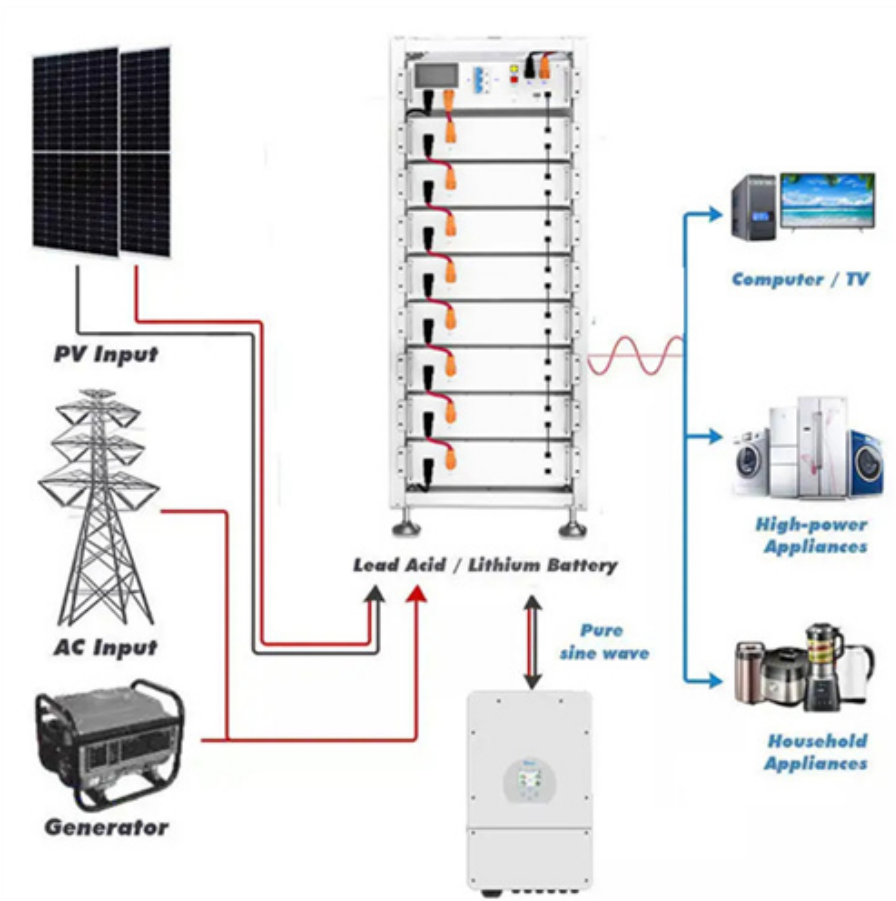 PV Input
AC Input
Generator
Lead Acid / Lithium Battery
Pure
sine wave
Computer / TV
High-power
Appliances
Household
Appliances